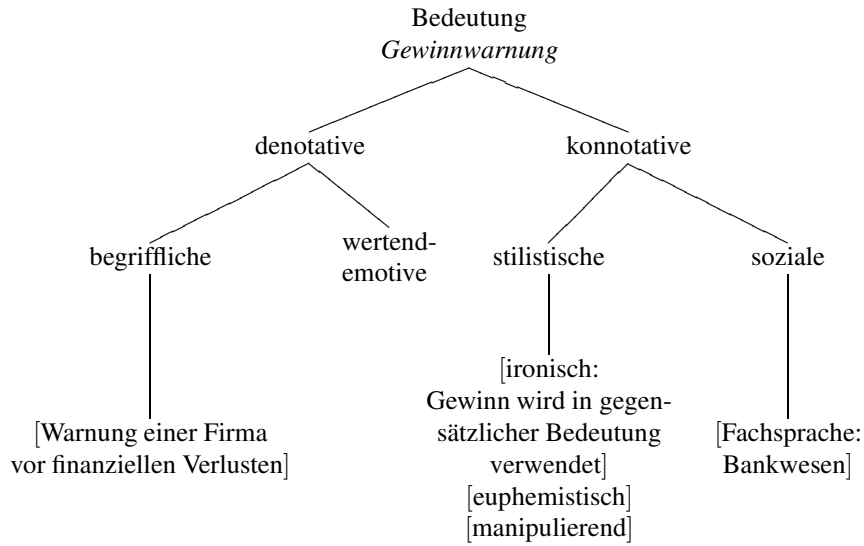 Bedeutung
Gewinnwarnung
denotative
konnotative
begriffliche
wertend-
emotive
stilistische
soziale
[Warnung einer Firma
vor finanziellen Verlusten]
[ironisch:
Gewinn wird in gegen-
sätzlicher Bedeutung
verwendet]
[euphemistisch]
[manipulierend]
[Fachsprache:
Bankwesen]